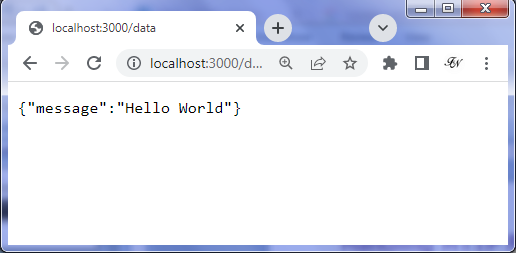 localhost:3000/data
localhost:3000/d...
{"message":"Hello World"}